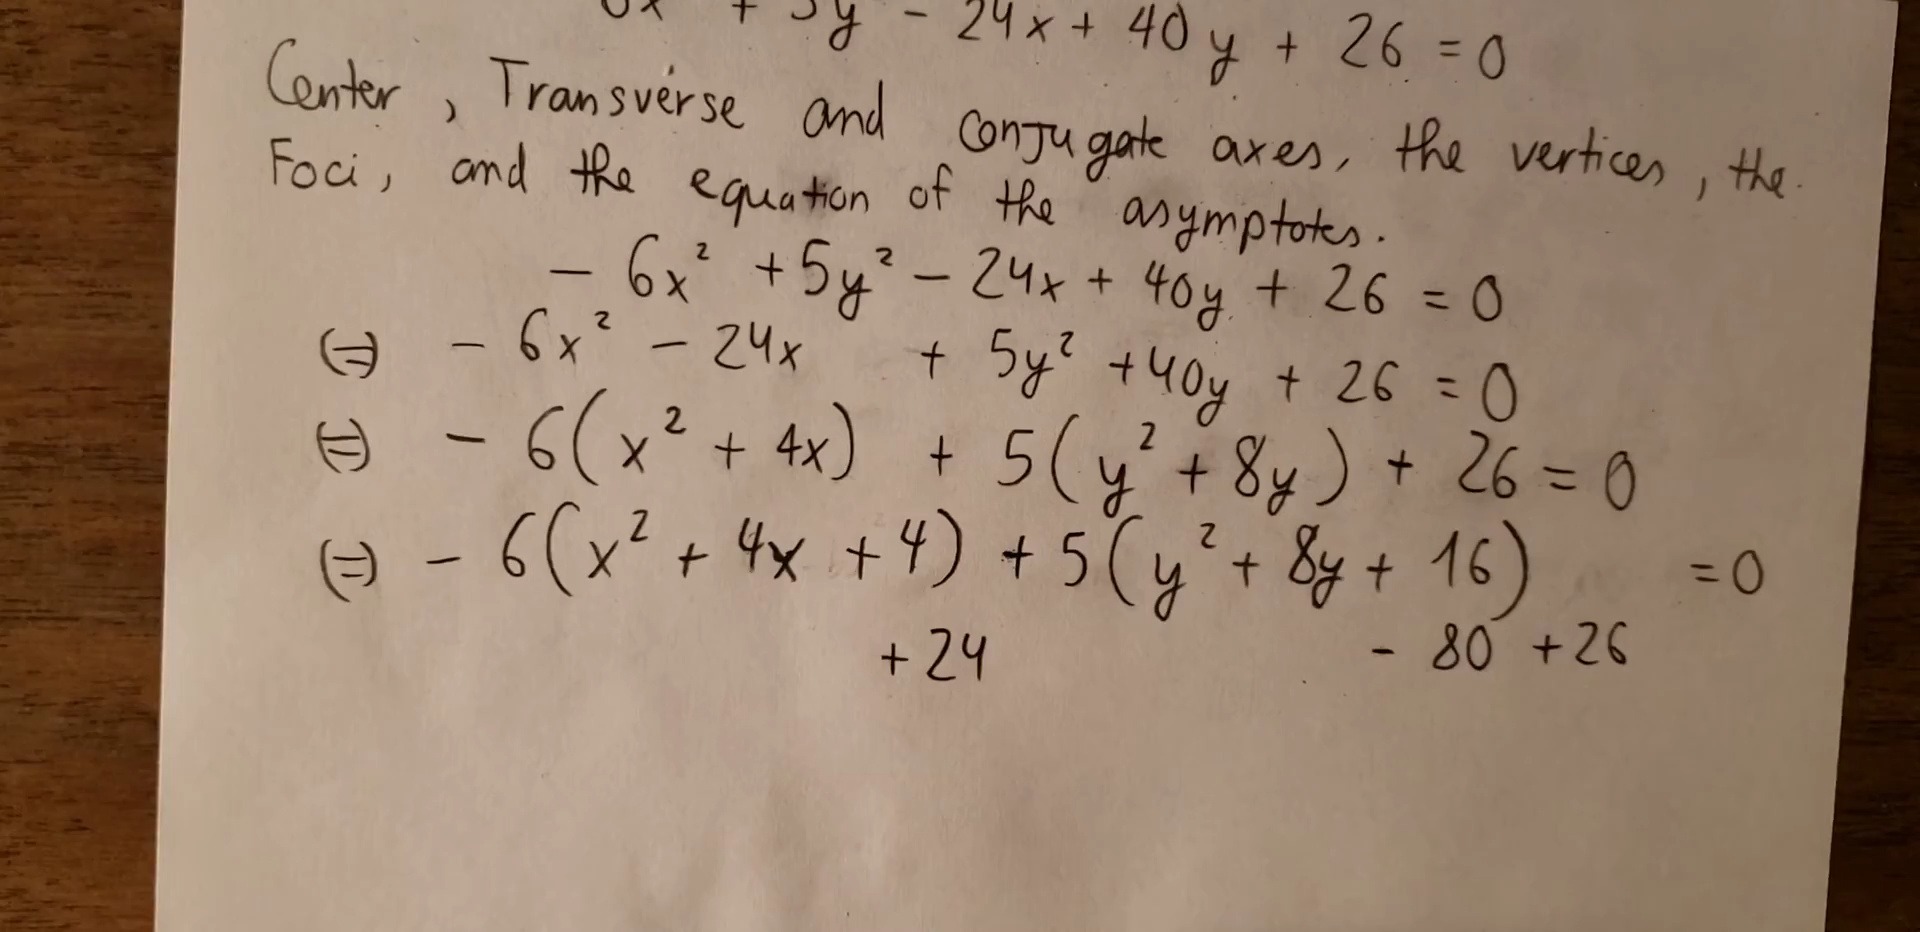 6x + 5y - 24x + 40y + 26 = 0
Center, Transverse and conjugate axes, the vertices, the
Foci, and the equation of the asymptotes.
- 6x² + 5y² - 24x + 40y + 26 = 0
(=) - 6x² - 24x + 5y² + 40y + 26 = 0
(=) - 6(x² + 4x) + 5(y² + 8y) + 26 = 0
(=) - 6(x² + 4x + 4) + 5(y² + 8y + 16) = 0
+ 24 - 80 + 26